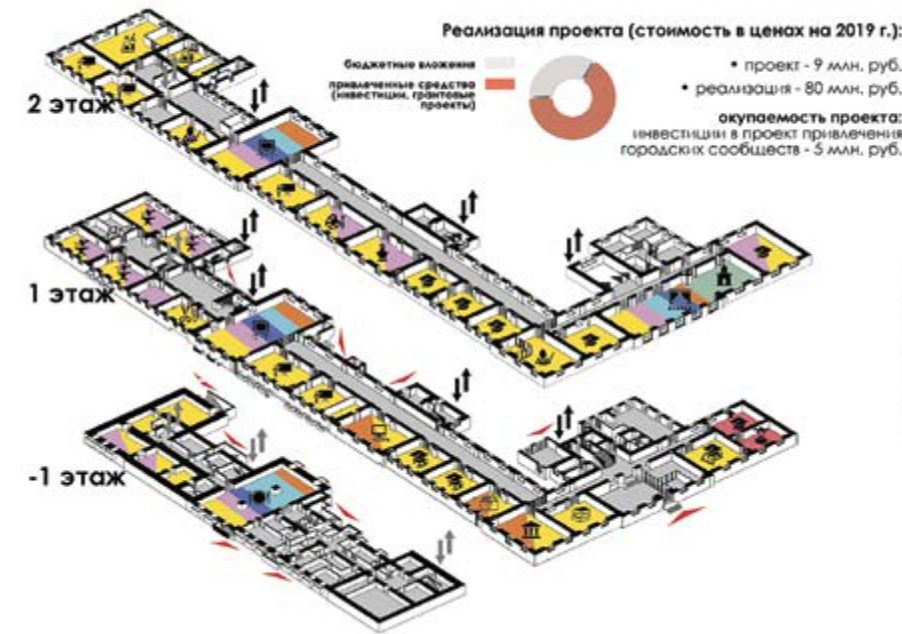 Реализация проекта (стоимость в ценах на 2019 г.):
бюджетные вложения
привлеченные средства
(инвестиции, грантовые
проекты)
• проект - 9 млн. руб.
• реализация - 80 млн. руб.
окупаемость проекта:
инвестиции в проект привлечения
городских сообществ - 5 млн. руб.
2 этаж
1 этаж
-1 этаж